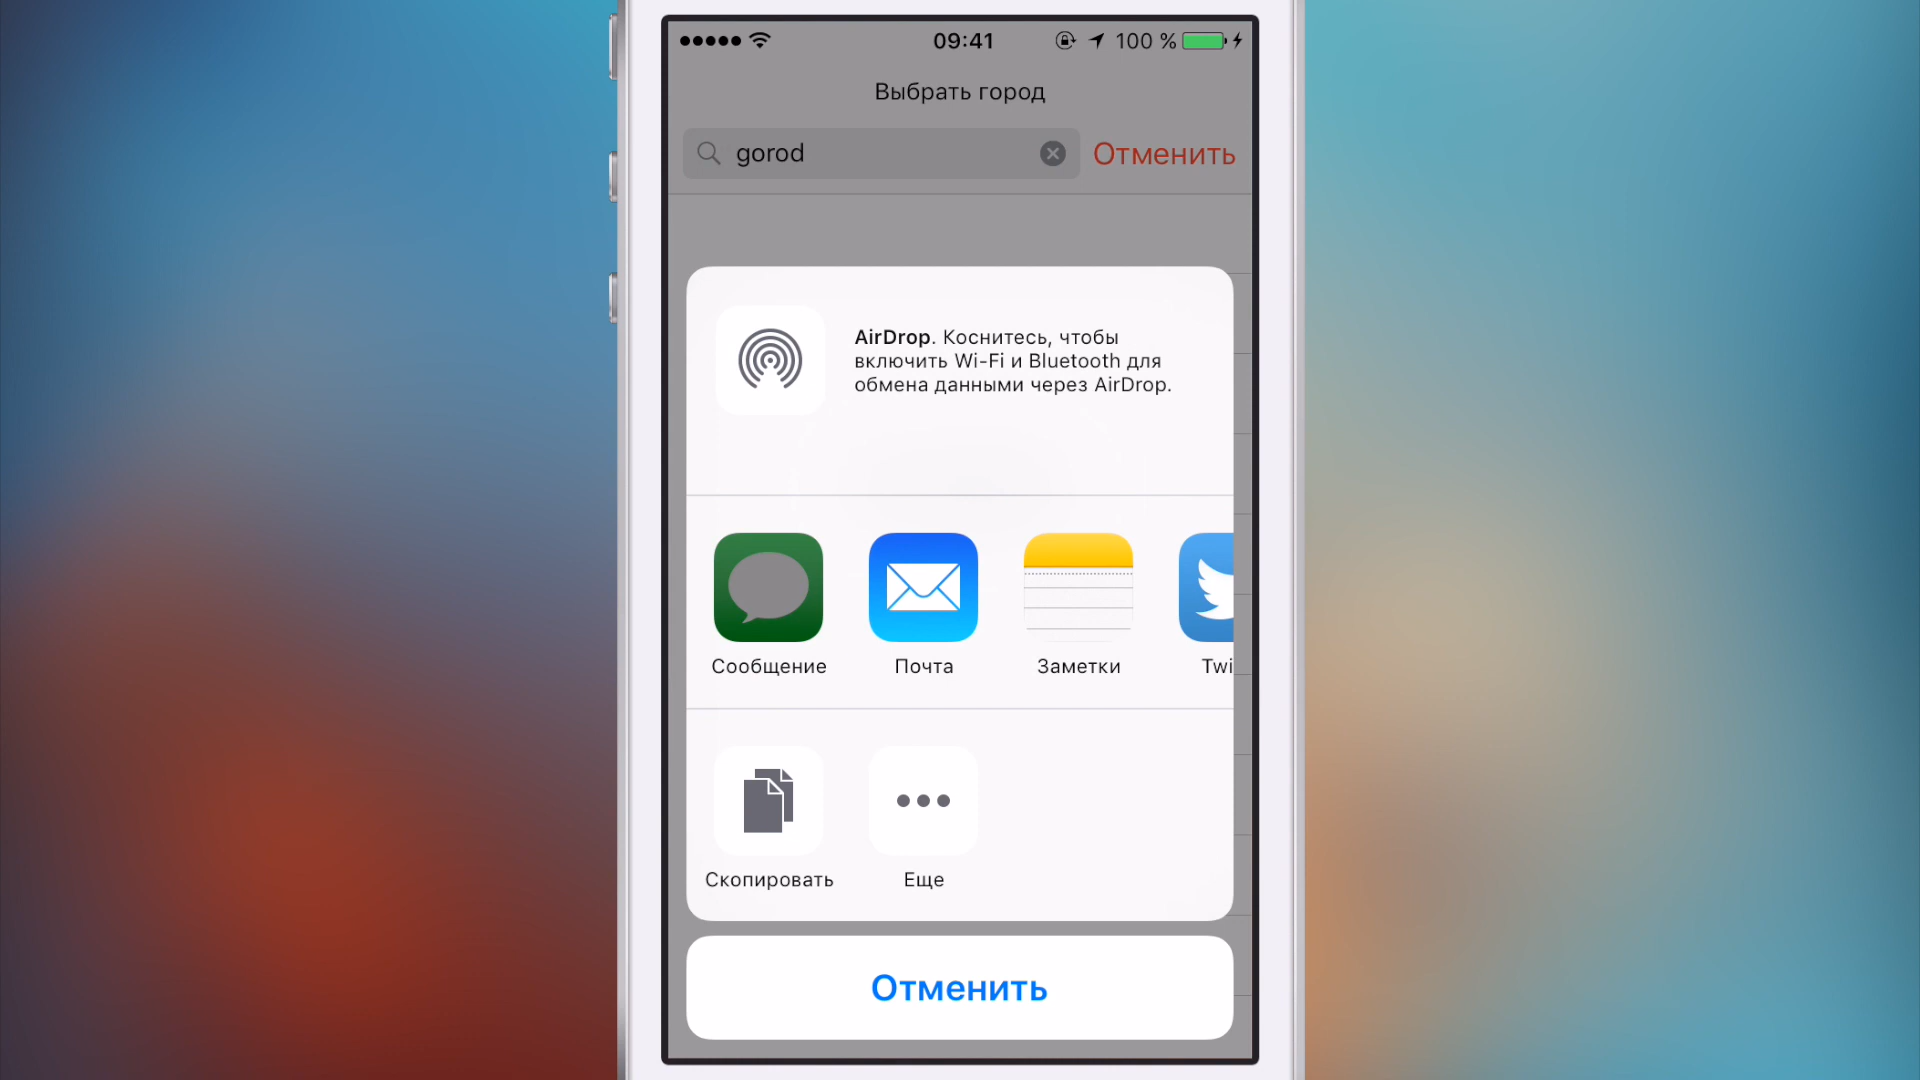 09:41
100 %
Выбрать город
gorod
Отменить
AirDrop. Коснитесь, чтобы
включить Wi-Fi и Bluetooth для
обмена данными через AirDrop.
Сообщение
Почта
Заметки
Twi
Скопировать
Еще
Отменить